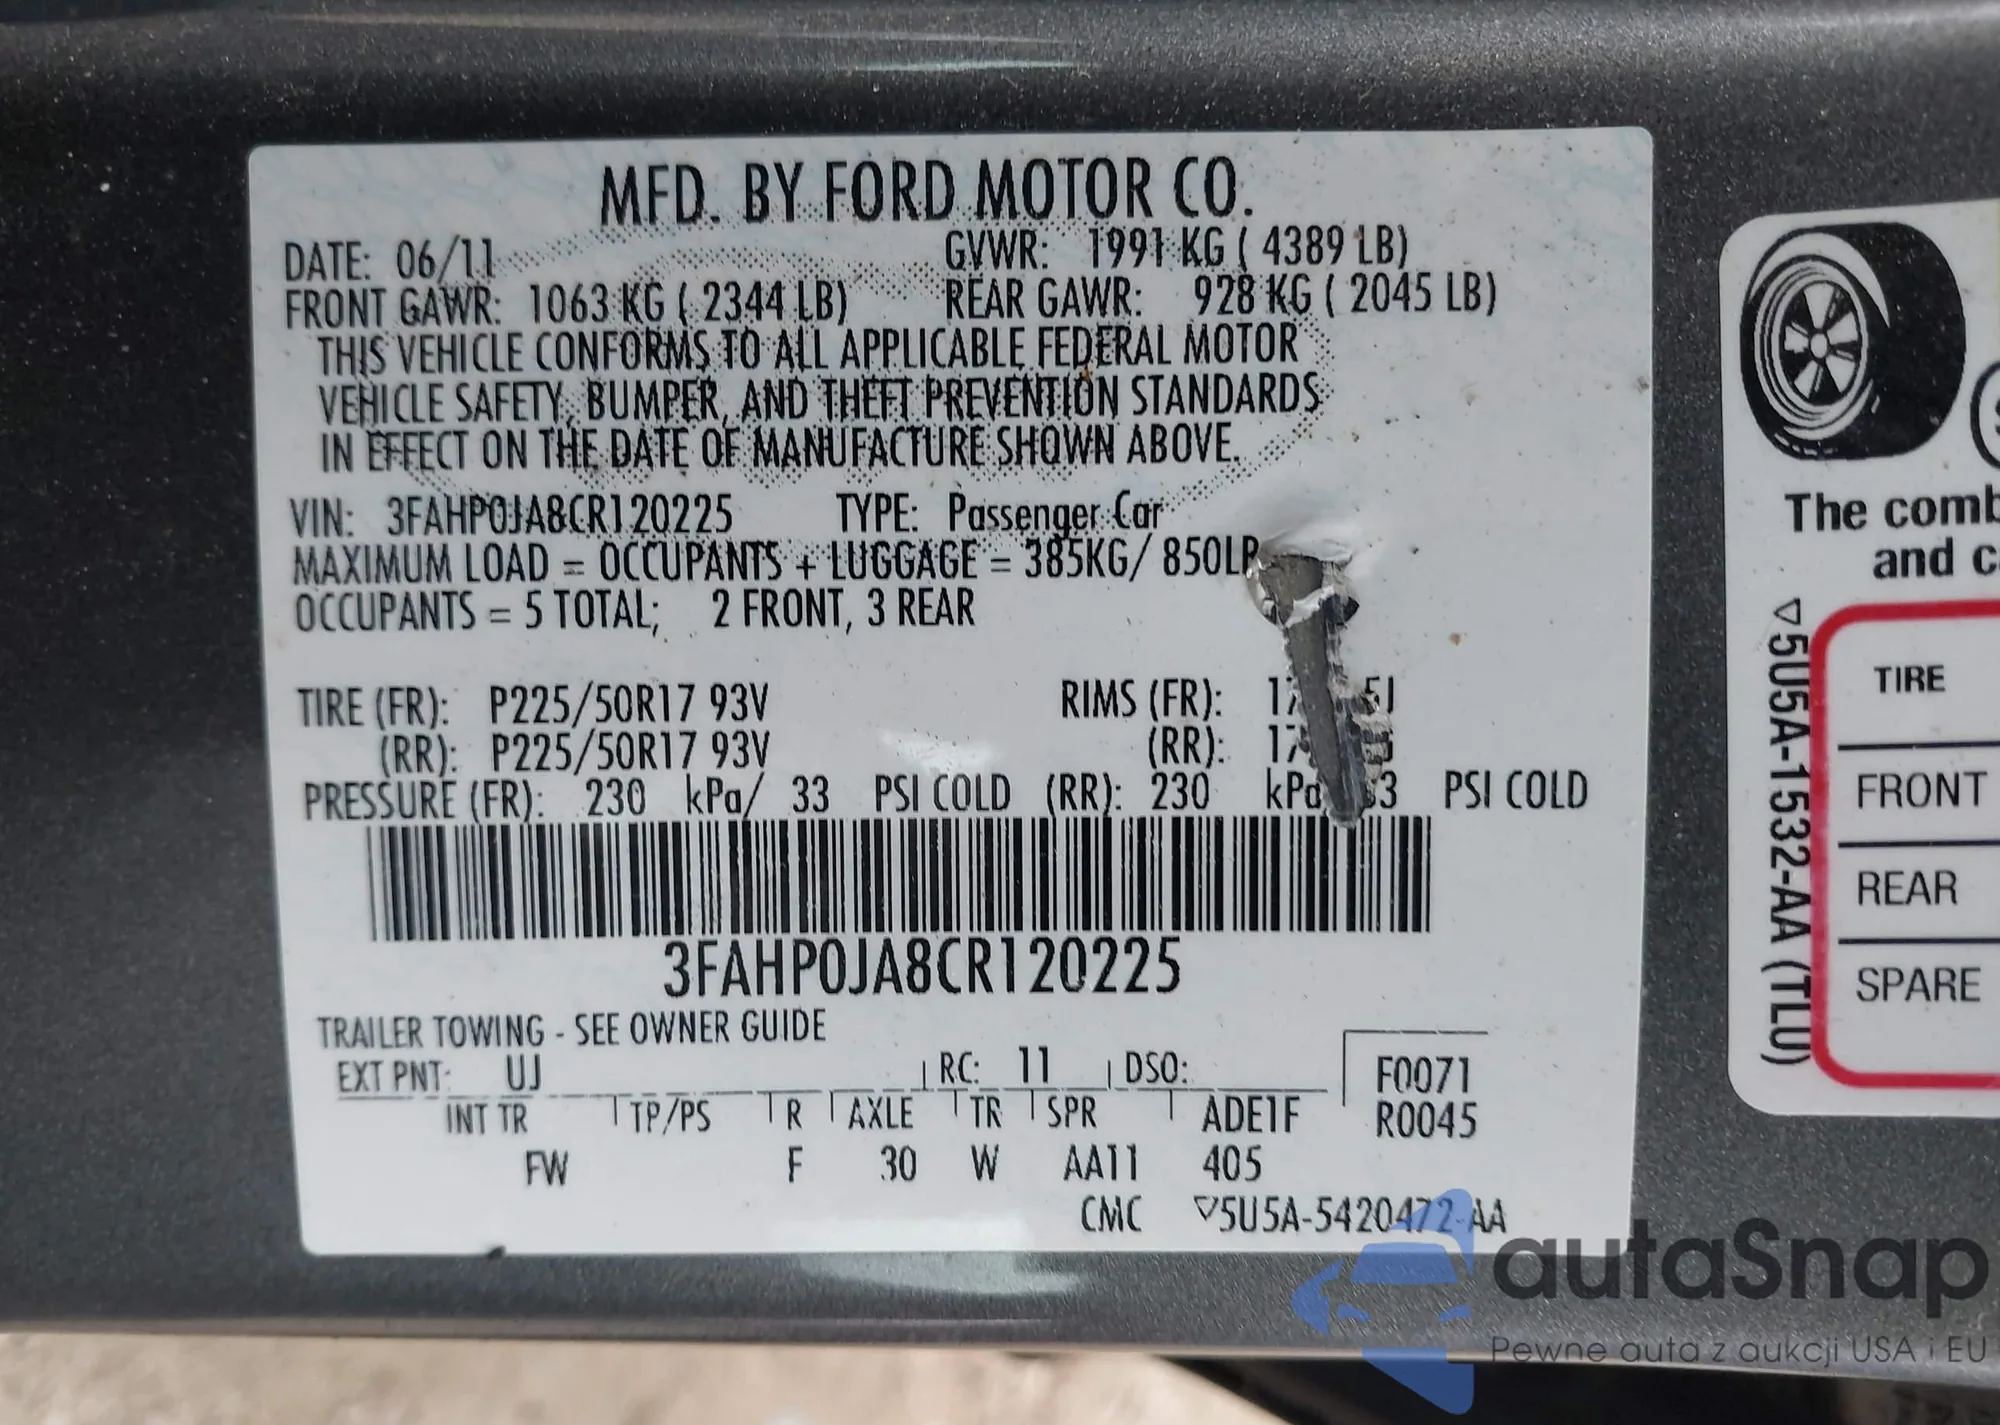 MFD. BY FORD MOTOR CO.
DATE: 06/11 GVWR: 1991 KG ( 4389 LB)
FRONT GAWR: 1063 KG ( 2344 LB) REAR GAWR: 928 KG ( 2045 LB)
THIS VEHICLE CONFORMS TO ALL APPLICABLE FEDERAL MOTOR
VEHICLE SAFETY, BUMPER, AND THEFT PREVENTION STANDARDS
IN EFFECT ON THE DATE OF MANUFACTURE SHOWN ABOVE.
VIN: 3FAHP0JA8CR120225 TYPE: Passenger Car
MAXIMUM LOAD = OCCUPANTS + LUGGAGE = 385KG/ 850LB
OCCUPANTS = 5 TOTAL; 2 FRONT, 3 REAR
TIRE (FR): P225/50R17 93V RIMS (FR):
(RR): P225/50R17 93V (RR):
PRESSURE (FR): 230 kPa/ 33 PSI COLD (RR): 230 kPa PSI COLD
3FAHP0JA8CR120225
TRAILER TOWING - SEE OWNER GUIDE
EXT PNT: UJ RC: 11 DSO: F0071
INT TR TP/PS R AXLE TR SPR ADE1F R0045
FW F 30 W AA11 405
CMC ▽5U5A-5420472-AA
The comb
and c
▽5U5A-1532-AA (TLU)
TIRE
FRONT
REAR
SPARE
autaSnap
Pewne auta z aukcji USA i EU